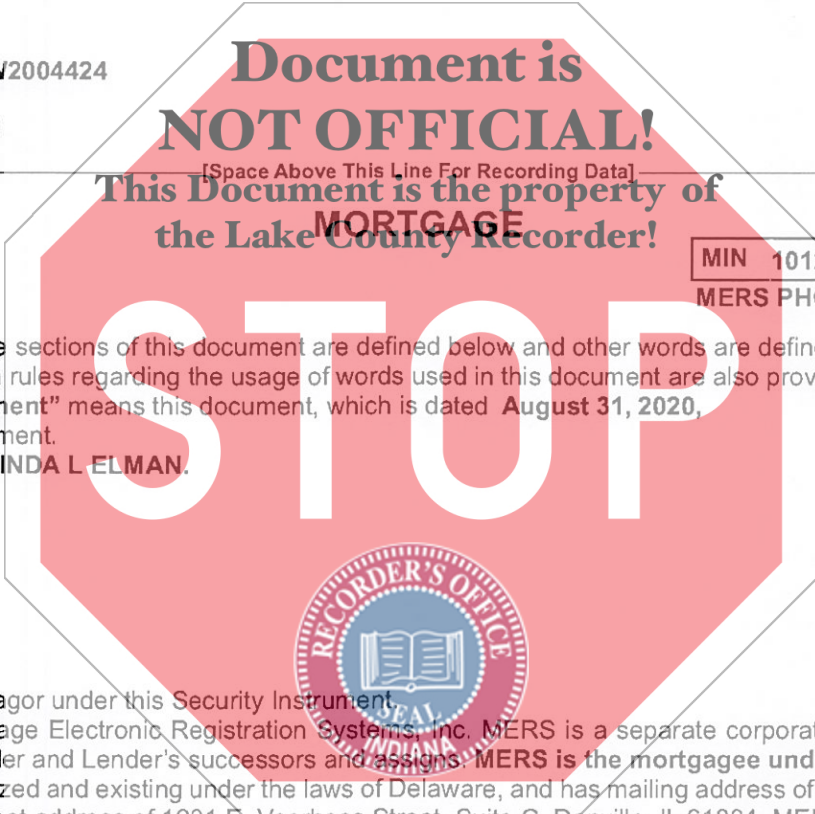 2004424
Document is
NOT OFFICIAL!
[Space Above This Line For Recording Data]
This Document is the property of
MORTGAGE
the Lake County Recorder!
MIN 101
MERS PH
STOP
e sections of this document are defined below and other words are define
rules regarding the usage of words used in this document are also prov
ent" means this document, which is dated August 31, 2020,
ment.
INDA L ELMAN.
RECORDER'S OFFICE
SEAL
INDIANA
agor under this Security Instrument.
age Electronic Registration Systems, Inc. MERS is a separate corporat
er and Lender's successors and assigns. MERS is the mortgagee und
zed and existing under the laws of Delaware, and has mailing address of